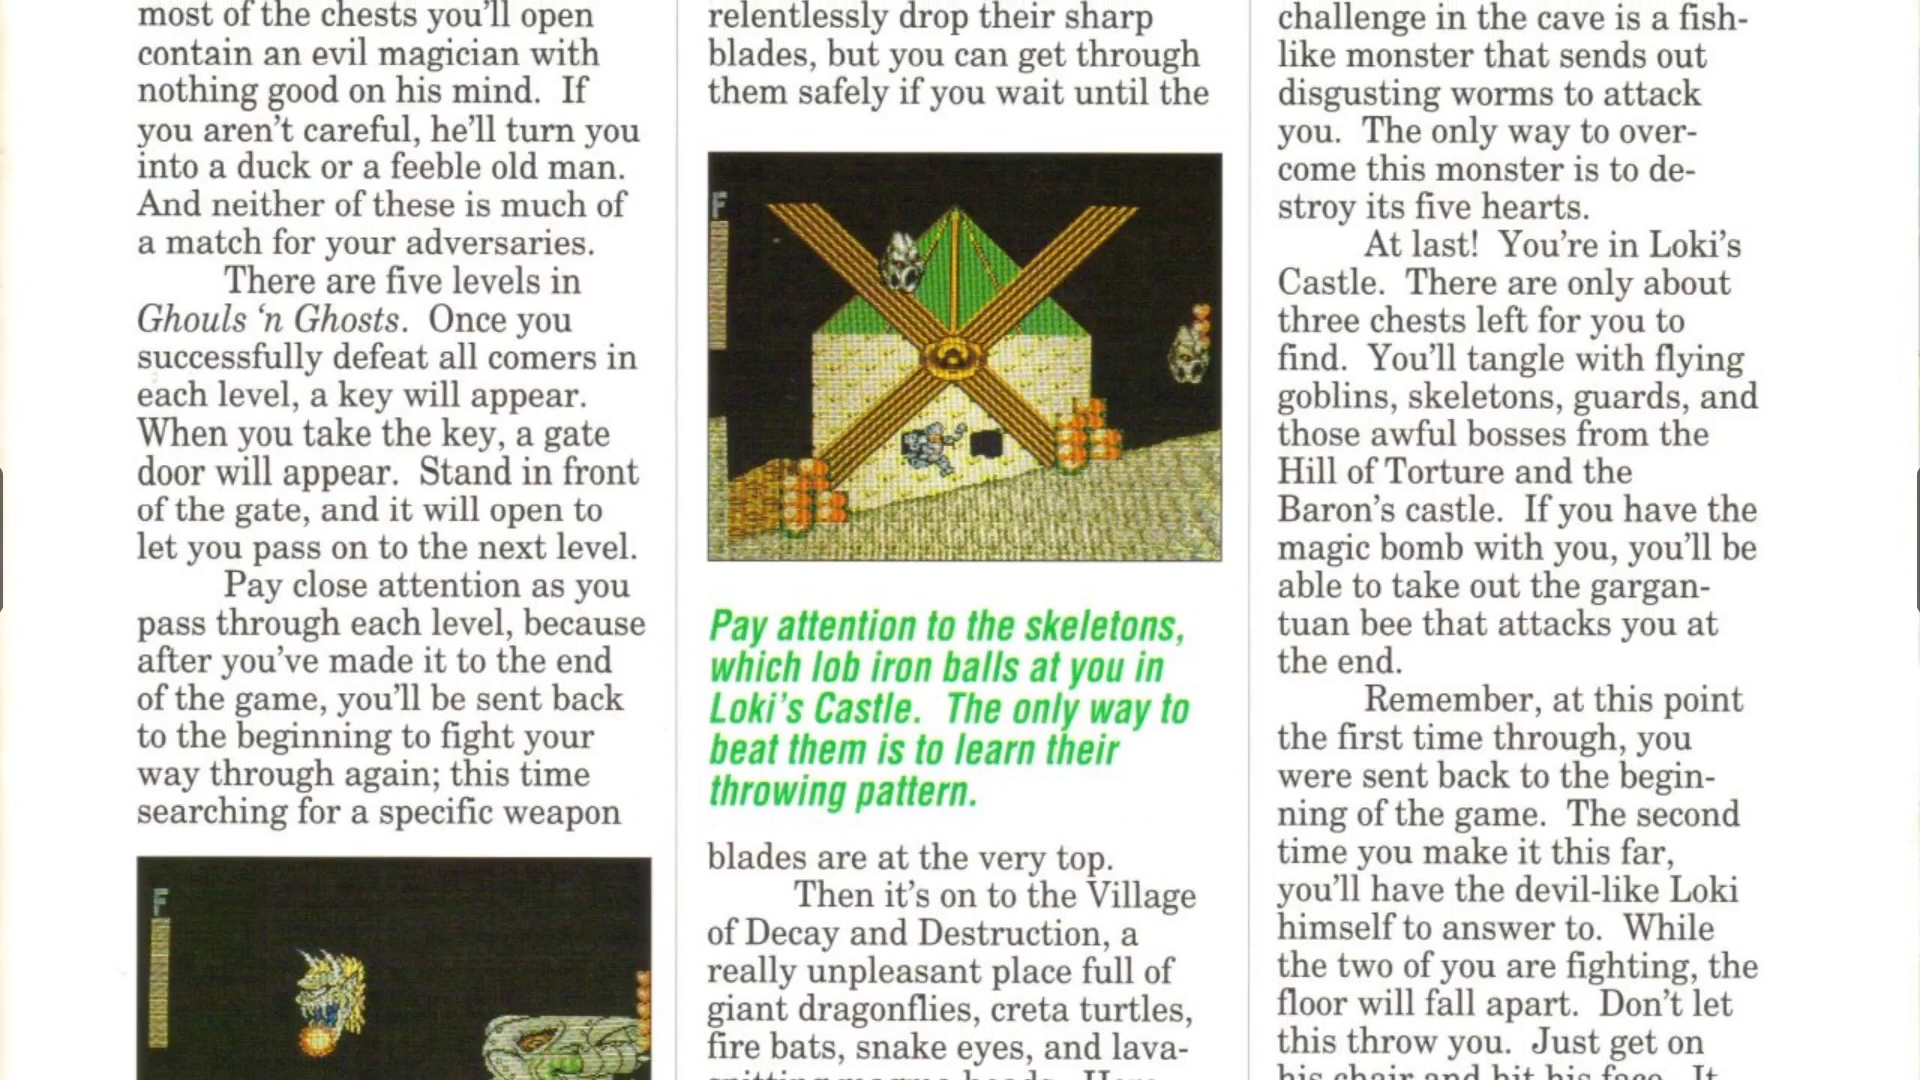 most of the chests you'll open
contain an evil magician with
nothing good on his mind.  If
you aren't careful, he'll turn you
into a duck or a feeble old man.
And neither of these is much of
a match for your adversaries.
There are five levels in
Ghouls 'n Ghosts.  Once you
successfully defeat all comers in
each level, a key will appear.
When you take the key, a gate
door will appear.  Stand in front
of the gate, and it will open to
let you pass on to the next level.
Pay close attention as you
pass through each level, because
after you've made it to the end
of the game, you'll be sent back
to the beginning to fight your
way through again; this time
searching for a specific weapon
relentlessly drop their sharp
blades, but you can get through
them safely if you wait until the
Pay attention to the skeletons,
which lob iron balls at you in
Loki's Castle.  The only way to
beat them is to learn their
throwing pattern.
blades are at the very top.
Then it's on to the Village
of Decay and Destruction, a
really unpleasant place full of
giant dragonflies, creta turtles,
fire bats, snake eyes, and lava-
challenge in the cave is a fish-
like monster that sends out
disgusting worms to attack
you.  The only way to over-
come this monster is to de-
stroy its five hearts.
At last!  You're in Loki's
Castle.  There are only about
three chests left for you to
find.  You'll tangle with flying
goblins, skeletons, guards, and
those awful bosses from the
Hill of Torture and the
Baron's castle.  If you have the
magic bomb with you, you'll be
able to take out the gargan-
tuan bee that attacks you at
the end.
Remember, at this point
the first time through, you
were sent back to the begin-
ning of the game.  The second
time you make it this far,
you'll have the devil-like Loki
himself to answer to.  While
the two of you are fighting, the
floor will fall apart.  Don't let
this throw you.  Just get on
his chair and hit his face.  It